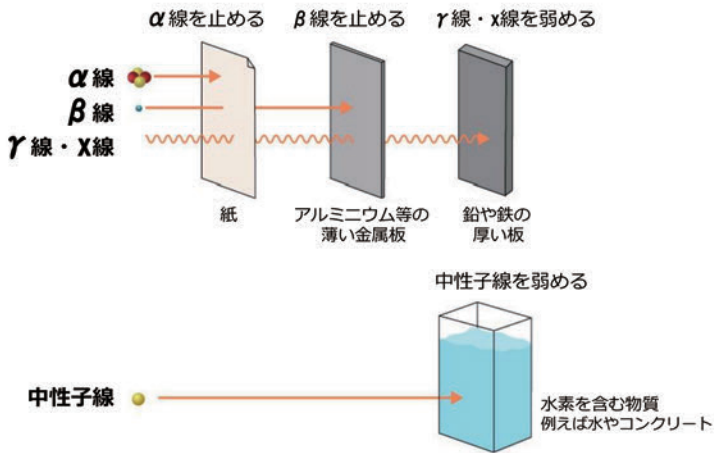 α線を止める
β線を止める
γ線・x線を弱める
α線
β線
γ線・X線
紙
アルミニウム等の
薄い金属板
鉛や鉄の
厚い板
中性子線を弱める
中性子線
水素を含む物質
例えば水やコンクリート